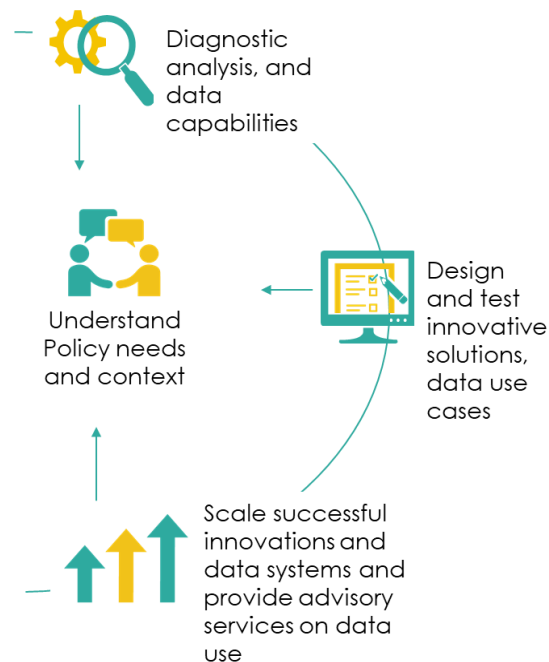 Diagnostic
analysis, and
data
capabilities
Understand
Policy needs
and context
Design
and test
innovative
solutions,
data use
cases
Scale successful
innovations and
data systems and
provide advisory
services on data
use